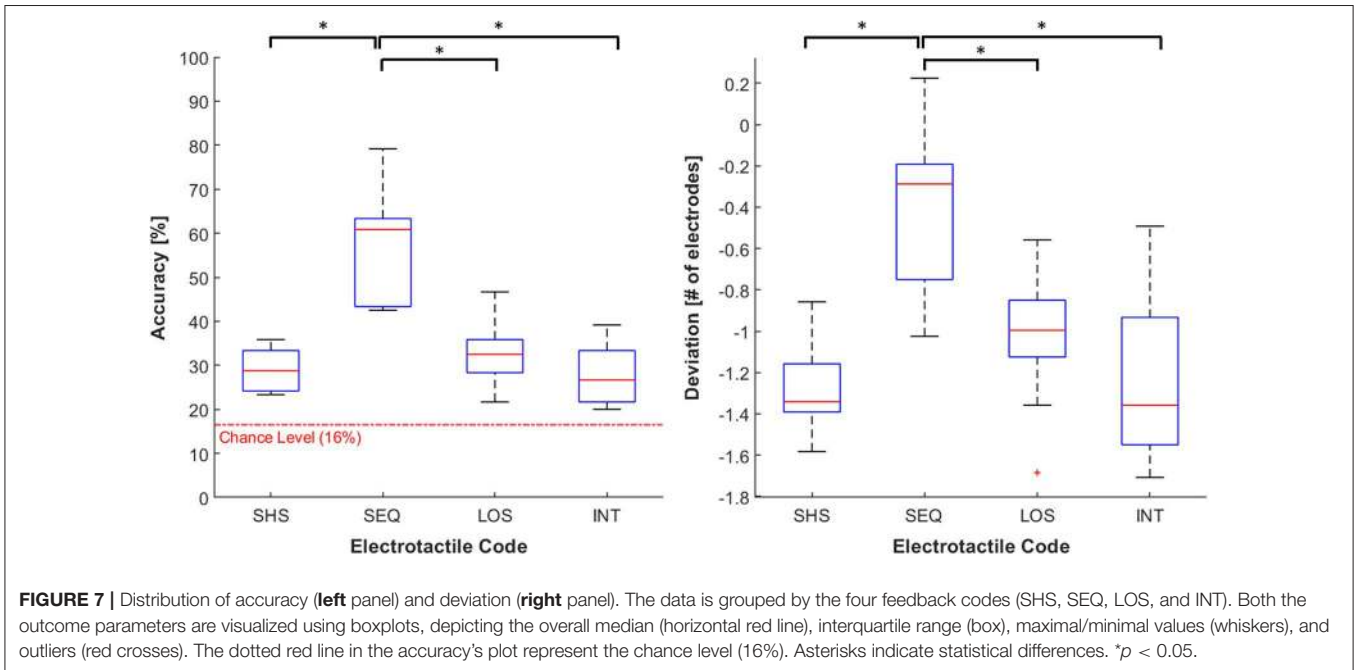 * * *
100
90
80
70
60
50
40
30
20
10
0
Accuracy [%]
Chance Level (16%)
SHS SEQ LOS INT
Electrotactile Code
* * *
0.2
0
-0.2
-0.4
-0.6
-0.8
-1
-1.2
-1.4
-1.6
-1.8
Deviation [# of electrodes]
SHS SEQ LOS INT
Electrotactile Code
FIGURE 7 | Distribution of accuracy (left panel) and deviation (right panel). The data is grouped by the four feedback codes (SHS, SEQ, LOS, and INT). Both the
outcome parameters are visualized using boxplots, depicting the overall median (horizontal red line), interquartile range (box), maximal/minimal values (whiskers), and
outliers (red crosses). The dotted red line in the accuracy's plot represent the chance level (16%). Asterisks indicate statistical differences. *p < 0.05.